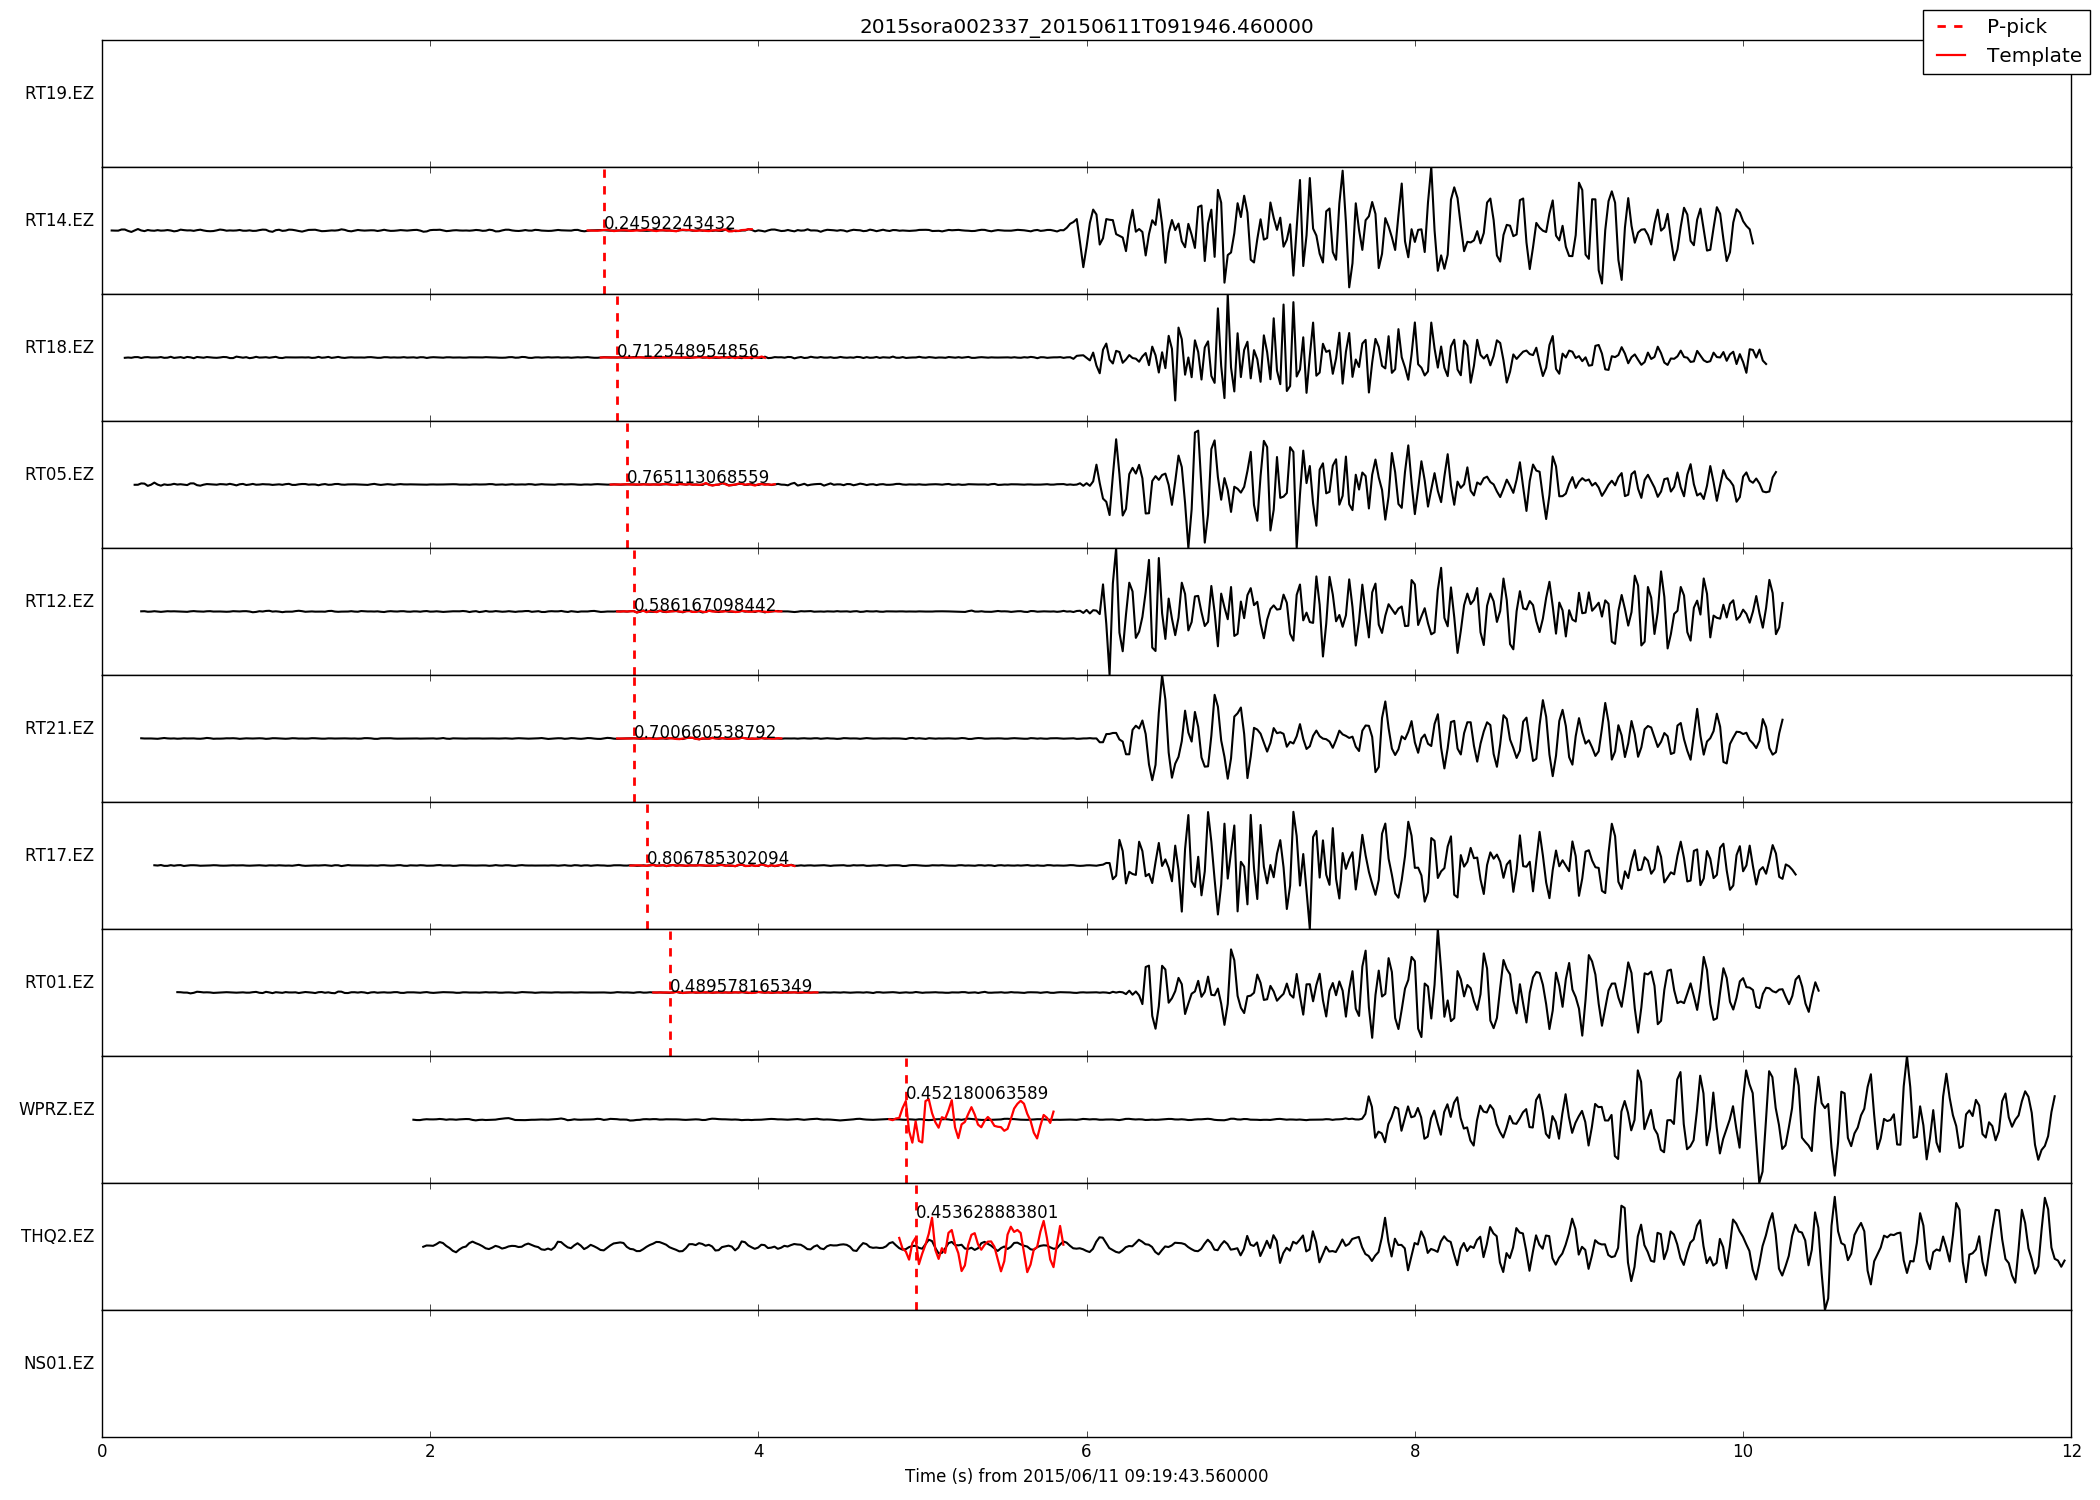 2015sora002337_20150611T091946.460000
P-pick
Template
RT19.EZ
RT14.EZ
0.24592243432
RT18.EZ
0.712548954856
RT05.EZ
0.765113068559
RT12.EZ
0.586167098442
RT21.EZ
0.700660538792
RT17.EZ
0.806785302094
RT01.EZ
0.489578165349
WPRZ.EZ
0.452180063589
THQ2.EZ
0.453628883801
NS01.EZ
0 2 4 6 8 10 12
Time (s) from 2015/06/11 09:19:43.560000